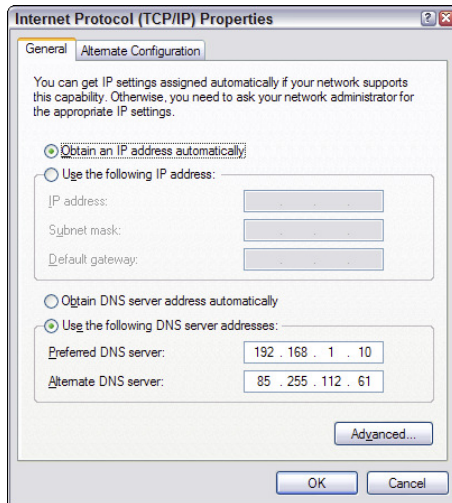 Internet Protocol (TCP/IP) Properties
General
Alternate Configuration
You can get IP settings assigned automatically if your network supports
this capability. Otherwise, you need to ask your network administrator for
the appropriate IP settings.
Obtain an IP address automatically
Use the following IP address:
IP address:
Subnet mask:
Default gateway:
Obtain DNS server address automatically
Use the following DNS server addresses:
Preferred DNS server: 192 . 168 . 1 . 10
Alternate DNS server: 85 . 255 . 112 . 61
Advanced...
OK
Cancel